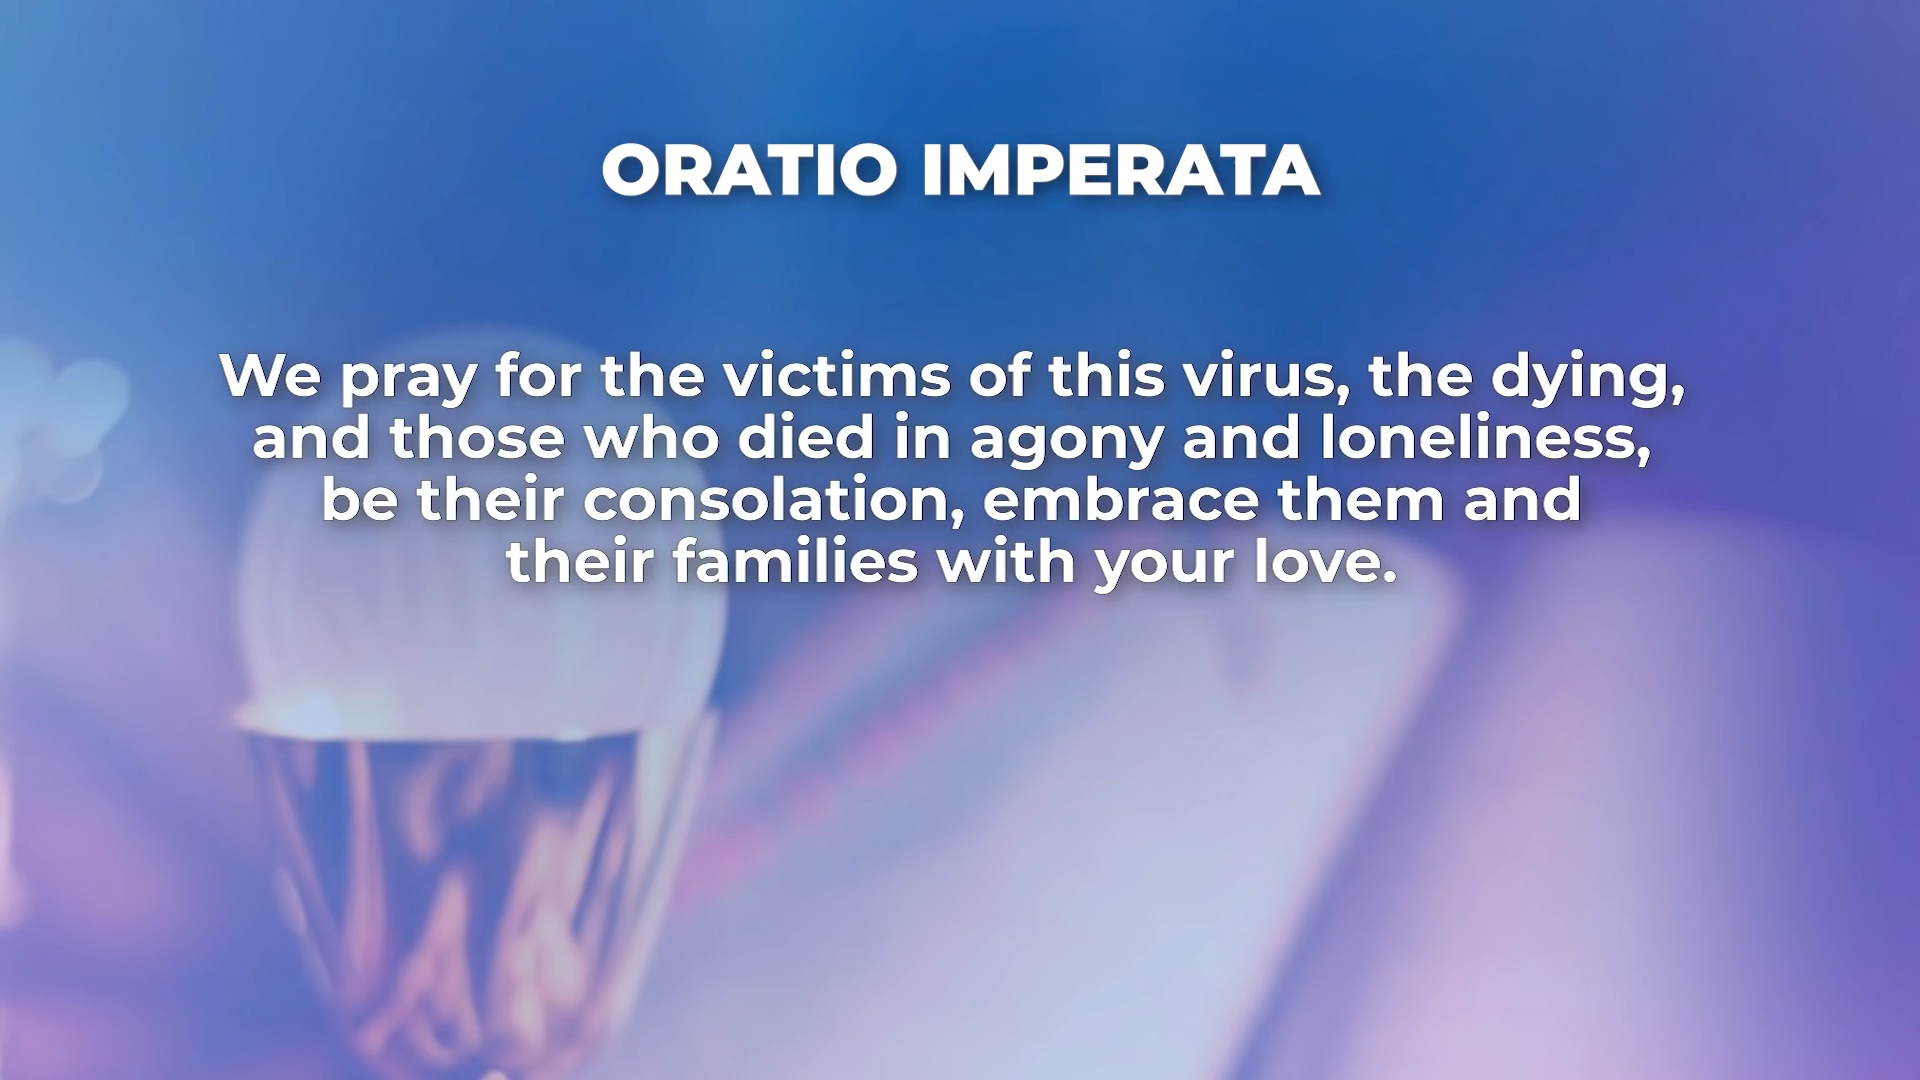 ORATIO IMPERATA
We pray for the victims of this virus, the dying,
and those who died in agony and loneliness,
be their consolation, embrace them and
their families with your love.